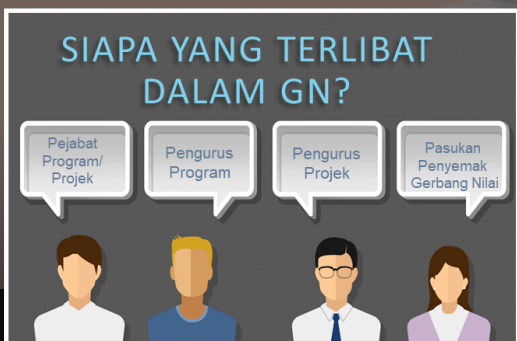 SIAPA YANG TERLIBAT
DALAM GN?
Pejabat
Program/
Projek
Pengurus
Program
Pengurus
Projek
Pasukan
Penyemak
Gerbang Nilai